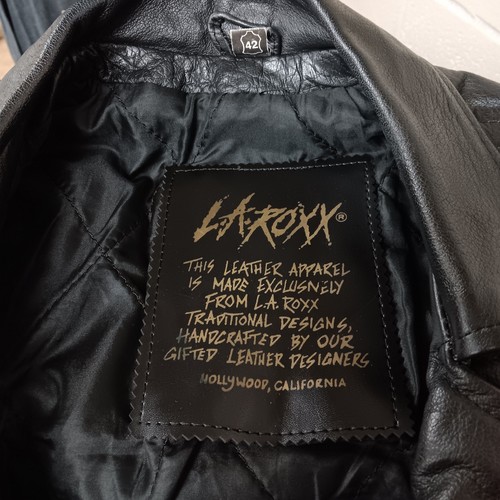 42
L.A.ROXX®
THIS LEATHER APPAREL
IS MADE EXCLUSIVELY
FROM L.A. ROXX
TRADITIONAL DESIGNS,
HANDCRAFTED BY OUR
GIFTED LEATHER DESIGNERS.
HOLLYWOOD, CALIFORNIA